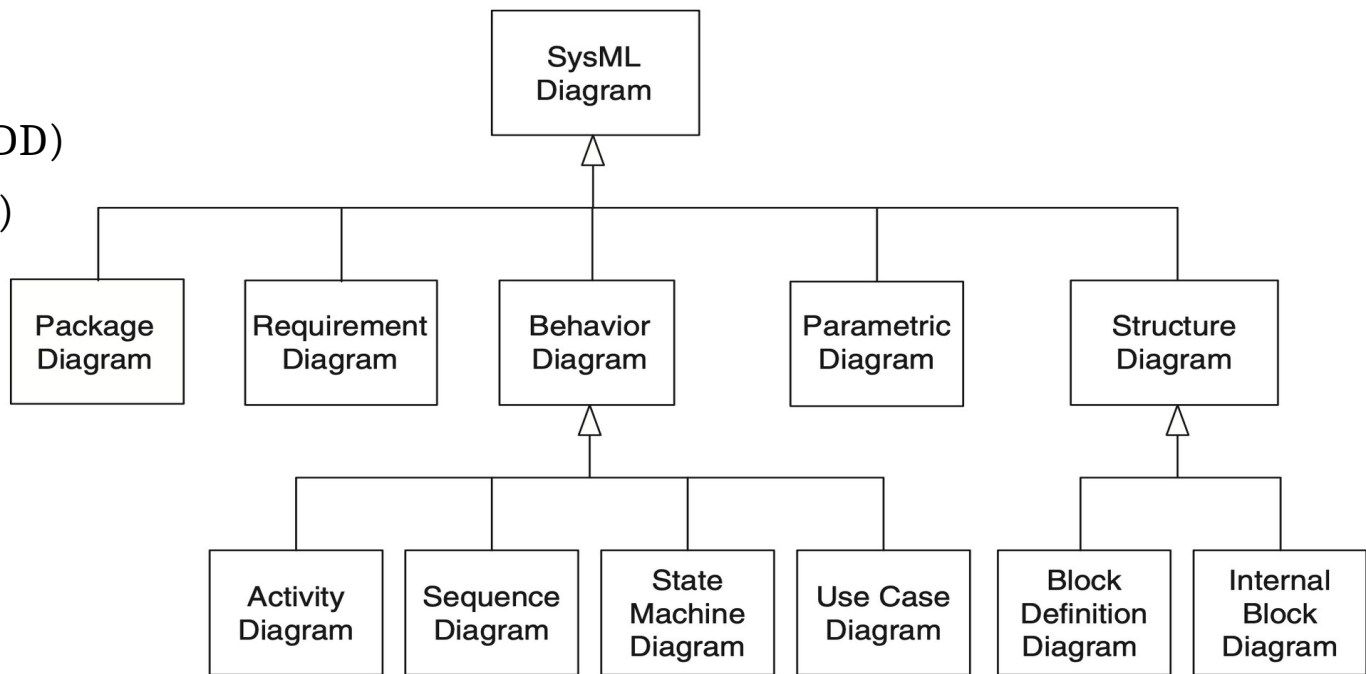 SysML
Diagram
DD)
)
Package
Diagram
Requirement
Diagram
Behavior
Diagram
Parametric
Diagram
Structure
Diagram
Activity
Diagram
Sequence
Diagram
State
Machine
Diagram
Use Case
Diagram
Block
Definition
Diagram
Internal
Block
Diagram